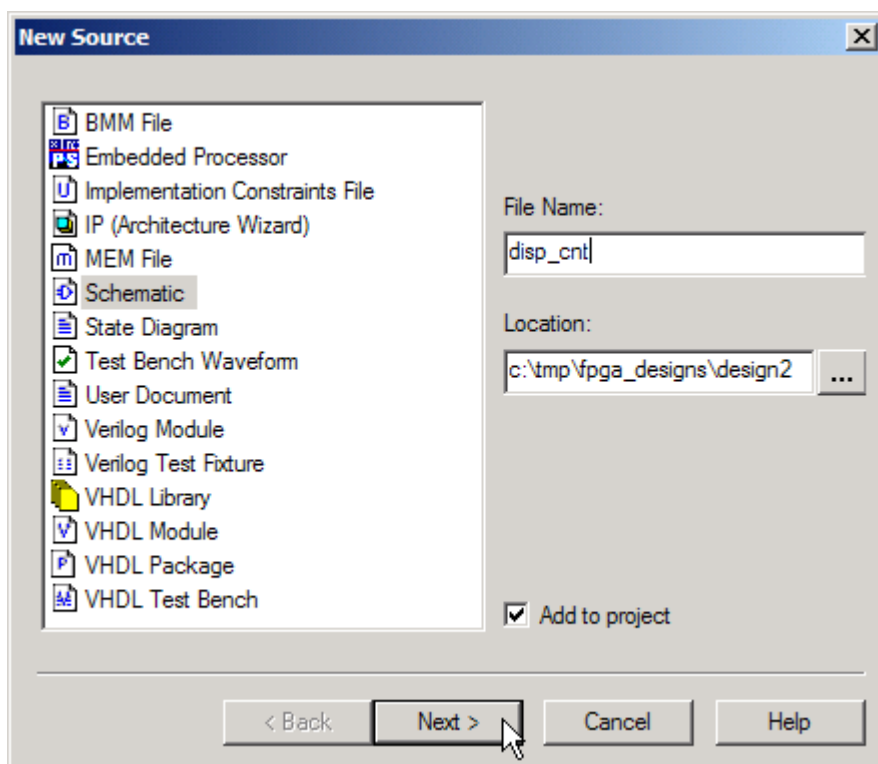 New Source
BMM File
Embedded Processor
Implementation Constraints File
IP (Architecture Wizard)
MEM File
Schematic
State Diagram
Test Bench Waveform
User Document
Verilog Module
Verilog Test Fixture
VHDL Library
VHDL Module
VHDL Package
VHDL Test Bench
File Name:
disp_cnt
Location:
c:\tmp\fpga_designs\design2
...
Add to project
< Back
Next >
Cancel
Help